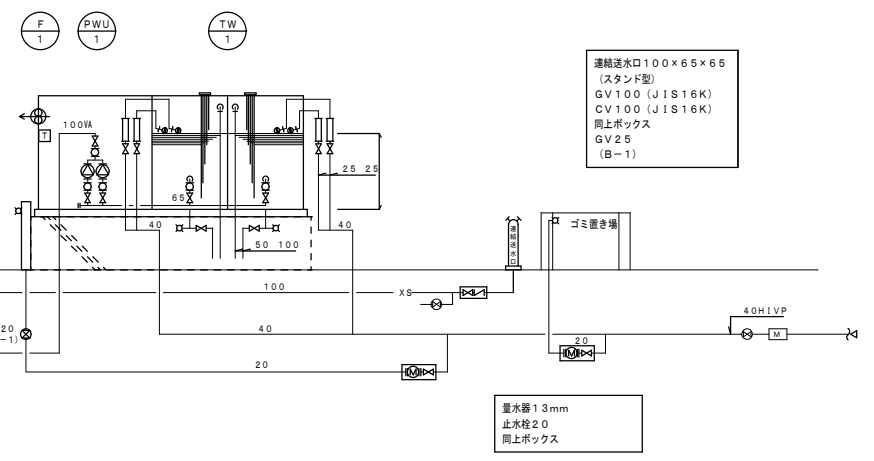 F
1
PWU
1
TW
1
連結送水口100×65×65
(スタンド型)
GV100(JIS16K)
CV100(JIS16K)
同上ボックス
GV25
(B-1)
100VA
T
25 25
65
40
40
50 100
連結送水口
ゴミ置き場
100
XS
40HIVP
20
-1)
40
20
M
M
20
M
量水器13mm
止水栓20
同上ボックス